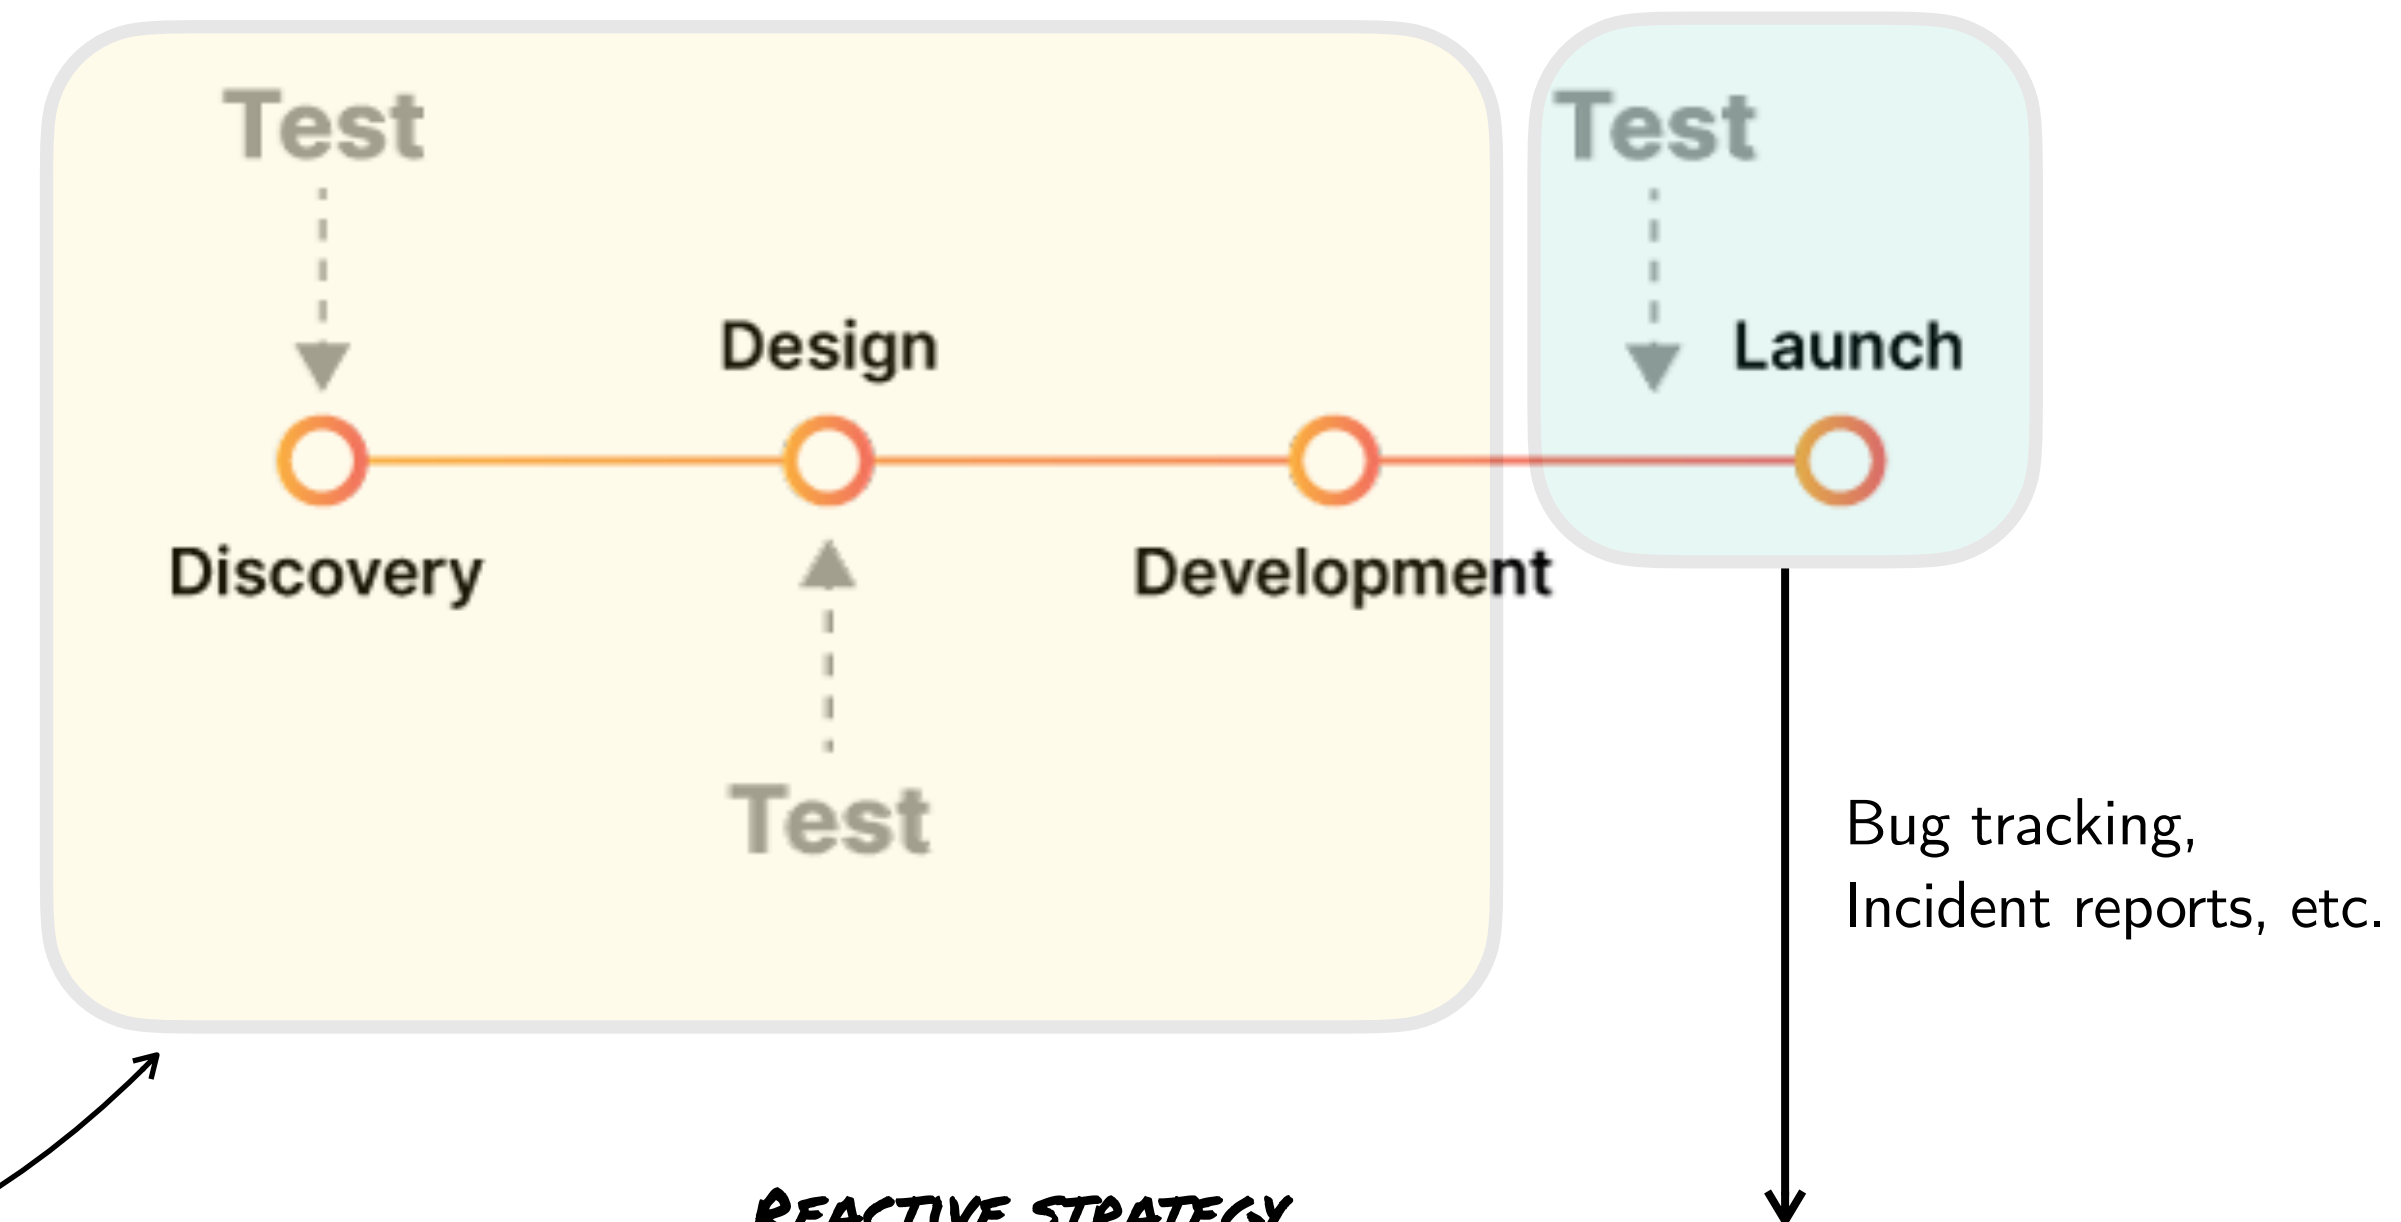 Test
Test
Design
Launch
Discovery
Development
Test
Bug tracking,
Incident reports, etc.
REACTIVE STRATEGY